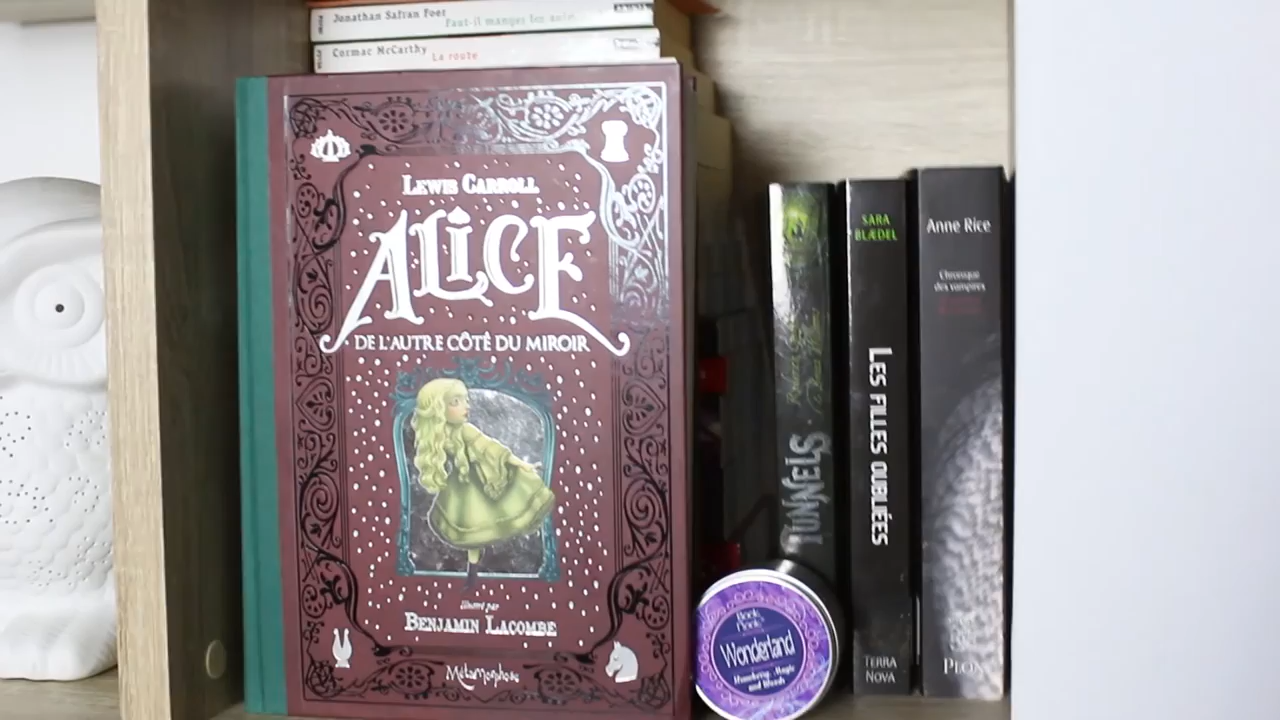 Jonathan Safran Foer
Faut-il manger les
Cormac McCarthy
La route
LEWIS CARROLL
ALiCE
DE L'AUTRE CÔTÉ DU MIROIR
illustré par
BENJAMIN LACOMBE
Métamorphose
TUNNELS
SARA
BLÆDEL
LES FILLES OUBLIÉES
TERRA
NOVA
Anne Rice
Chronique
des vampires
PLON
Book
Nook
Wonderland